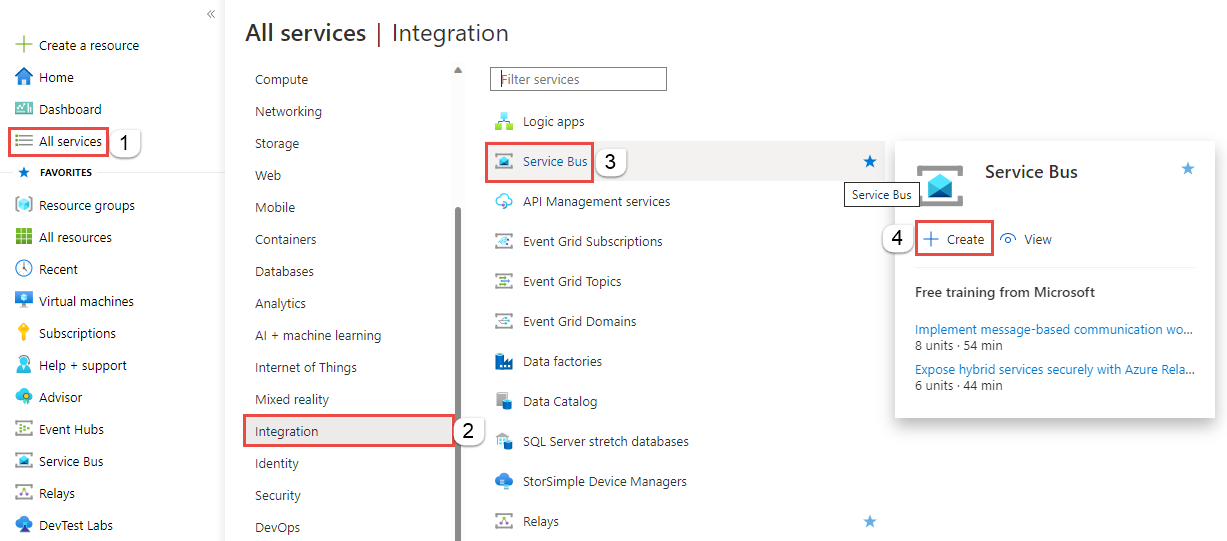 «
Create a resource
Home
Dashboard
All services
1
FAVORITES
Resource groups
All resources
Recent
Virtual machines
Subscriptions
Help + support
Advisor
Event Hubs
Service Bus
Relays
DevTest Labs
All services | Integration
Compute
Networking
Storage
Web
Mobile
Containers
Databases
Analytics
AI + machine learning
Internet of Things
Mixed reality
Integration
2
Identity
Security
DevOps
Filter services
Logic apps
Service Bus
3
API Management services
Event Grid Subscriptions
Event Grid Topics
Event Grid Domains
Data factories
Data Catalog
SQL Server stretch databases
StorSimple Device Managers
Relays
Service Bus
Service Bus
4
Create
View
Free training from Microsoft
Implement message-based communication wo...
8 units · 54 min
Expose hybrid services securely with Azure Rela...
6 units · 44 min